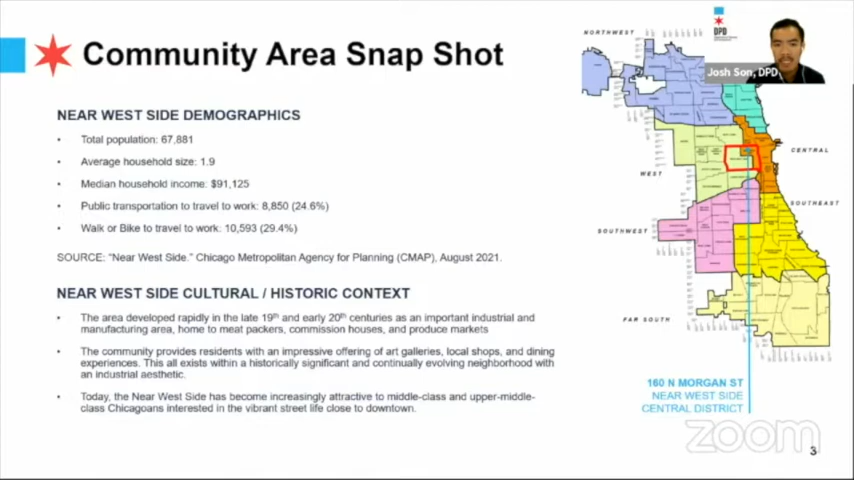 Community Area Snap Shot
DPD
Josh Son, DPD
NEAR WEST SIDE DEMOGRAPHICS
• Total population: 67,881
• Average household size: 1.9
• Median household income: $91,125
• Public transportation to travel to work: 8,850 (24.6%)
• Walk or Bike to travel to work: 10,593 (29.4%)
SOURCE: “Near West Side.” Chicago Metropolitan Agency for Planning (CMAP), August 2021.
NEAR WEST SIDE CULTURAL / HISTORIC CONTEXT
• The area developed rapidly in the late 19th and early 20th centuries as an important industrial and
manufacturing area, home to meat packers, commission houses, and produce markets
• The community provides residents with an impressive offering of art galleries, local shops, and dining
experiences. This all exists within a historically significant and continually evolving neighborhood with
an industrial aesthetic.
• Today, the Near West Side has become increasingly attractive to middle-class and upper-middle-
class Chicagoans interested in the vibrant street life close to downtown.
NORTHWEST
CENTRAL
WEST
SOUTHEAST
SOUTHWEST
FAR SOUTH
160 N MORGAN ST
NEAR WEST SIDE
CENTRAL DISTRICT
zoom
3